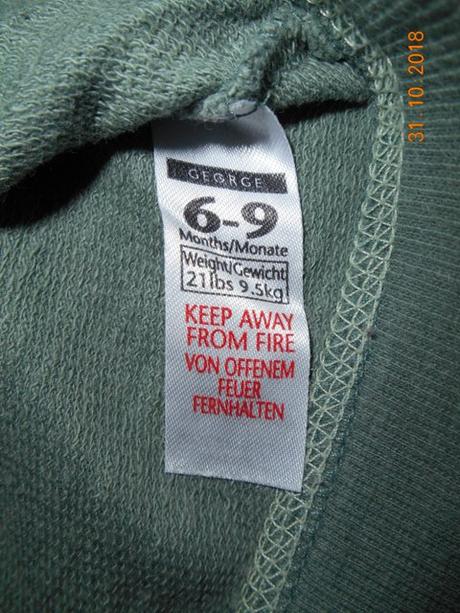 GEORGE
6-9
Months/Monate
Weight/Gewicht
21lbs 9.5kg
KEEP AWAY
FROM FIRE
VON OFFENEM
FEUER
FERNHALTEN
31.10.2018